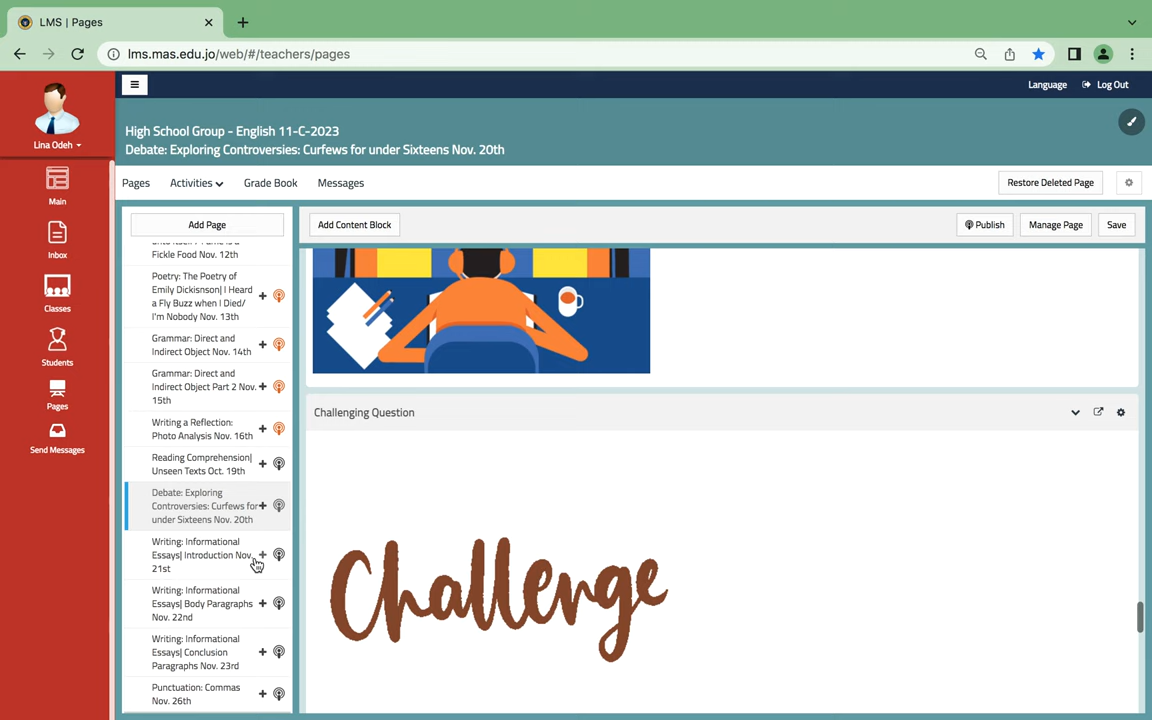 LMS | Pages
lms.mas.edu.jo/web/#/teachers/pages
Language
Log Out
Lina Odeh
High School Group - English 11-C-2023
Debate: Exploring Controversies: Curfews for under Sixteens Nov. 20th
Pages
Activities
Grade Book
Messages
Restore Deleted Page
Main
Inbox
Classes
Students
Pages
Send Messages
Add Page
Add Content Block
Publish
Manage Page
Save
Fickle Food Nov. 12th
Poetry: The Poetry of
Emily Dickisnson| I Heard
a Fly Buzz when I Died/
I'm Nobody Nov. 13th
Grammar: Direct and
Indirect Object Nov. 14th
Grammar: Direct and
Indirect Object Part 2 Nov.
15th
Writing a Reflection:
Photo Analysis Nov. 16th
Reading Comprehension|
Unseen Texts Oct. 19th
Debate: Exploring
Controversies: Curfews for
under Sixteens Nov. 20th
Writing: Informational
Essays| Introduction Nov.
21st
Writing: Informational
Essays| Body Paragraphs
Nov. 22nd
Writing: Informational
Essays| Conclusion
Paragraphs Nov. 23rd
Punctuation: Commas
Nov. 26th
Challenging Question
Challenge